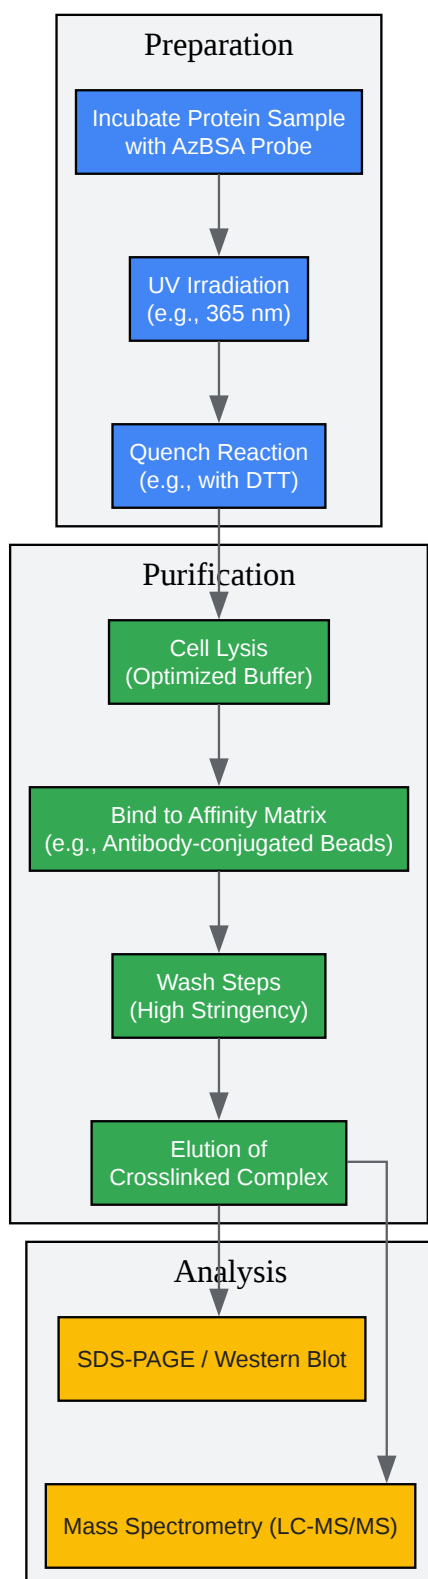 Preparation
Incubate Protein Sample
with AzBSA Probe
UV Irradiation
(e.g., 365 nm)
Quench Reaction
(e.g., with DTT)
Purification
Cell Lysis
(Optimized Buffer)
Bind to Affinity Matrix
(e.g., Antibody-conjugated Beads)
Wash Steps
(High Stringency)
Elution of
Crosslinked Complex
Analysis
SDS-PAGE / Western Blot
Mass Spectrometry (LC-MS/MS)